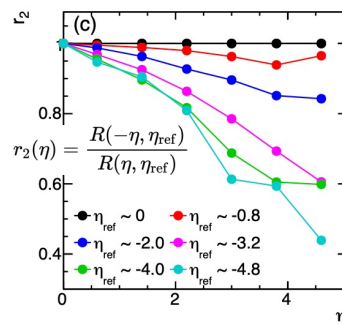 r₂
(c)
1
0.8
r₂(η) = R(−η, η_ref) / R(η, η_ref)
0.6
0.4
η_ref ~ 0 η_ref ~ -0.8
η_ref ~ -2.0 η_ref ~ -3.2
η_ref ~ -4.0 η_ref ~ -4.8
0 2 4
η